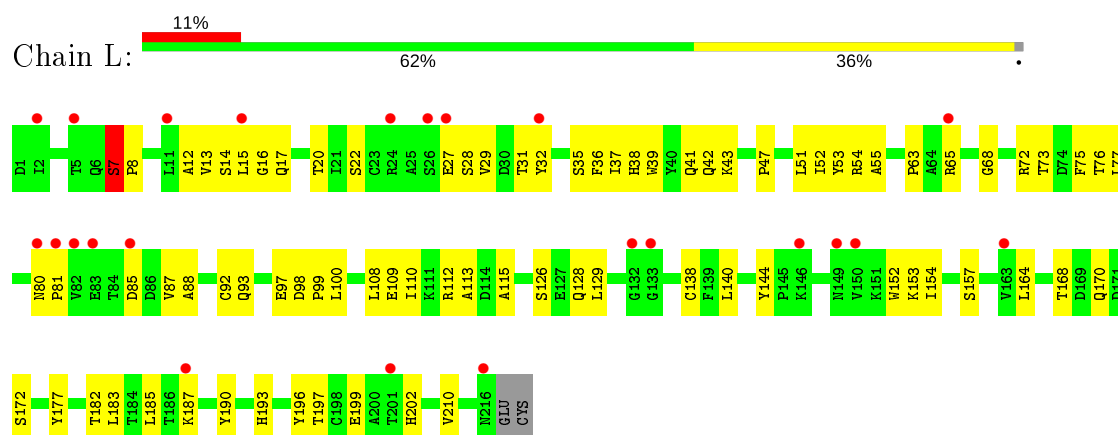 11%
Chain L:
62% 36% •
D1 I2 T5 Q6 S7 P8 L11 A12 V13 S14 L15 G16 Q17 T20 I21 S22 C23 R24 A25 S26 E27 S28 V29 D30 T31 Y32 S35 F36 I37 H38 W39 Y40 Q41 Q42 K43 P47 L51 I52 Y53 R54 A55 P63 A64 R65 G68 R72 T73 D74 F75 T76 L77
N80 P81 V82 E83 T84 D85 D86 V87 A88 C92 Q93 E97 D98 P99 L100 L108 E109 I110 K111 R112 A113 D114 A115 S126 E127 Q128 L129 G132 G133 C138 F139 L140 Y144 P145 K146 N149 V150 K151 W152 K153 I154 S157 V163 L164 T168 D169 Q170 D171
S172 Y177 T182 L183 T184 L185 T186 K187 Y190 H193 Y196 T197 C198 E199 A200 T201 H202 V210 N216 GLU CYS